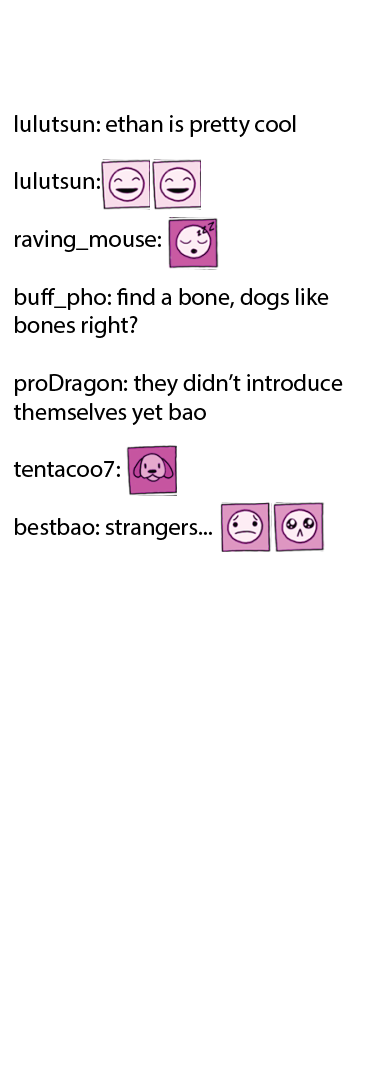 lulutsun: ethan is pretty cool
lulutsun:
raving_mouse:
buff_pho: find a bone, dogs like
bones right?
proDragon: they didn’t introduce
themselves yet bao
tentacoo7:
bestbao: strangers...